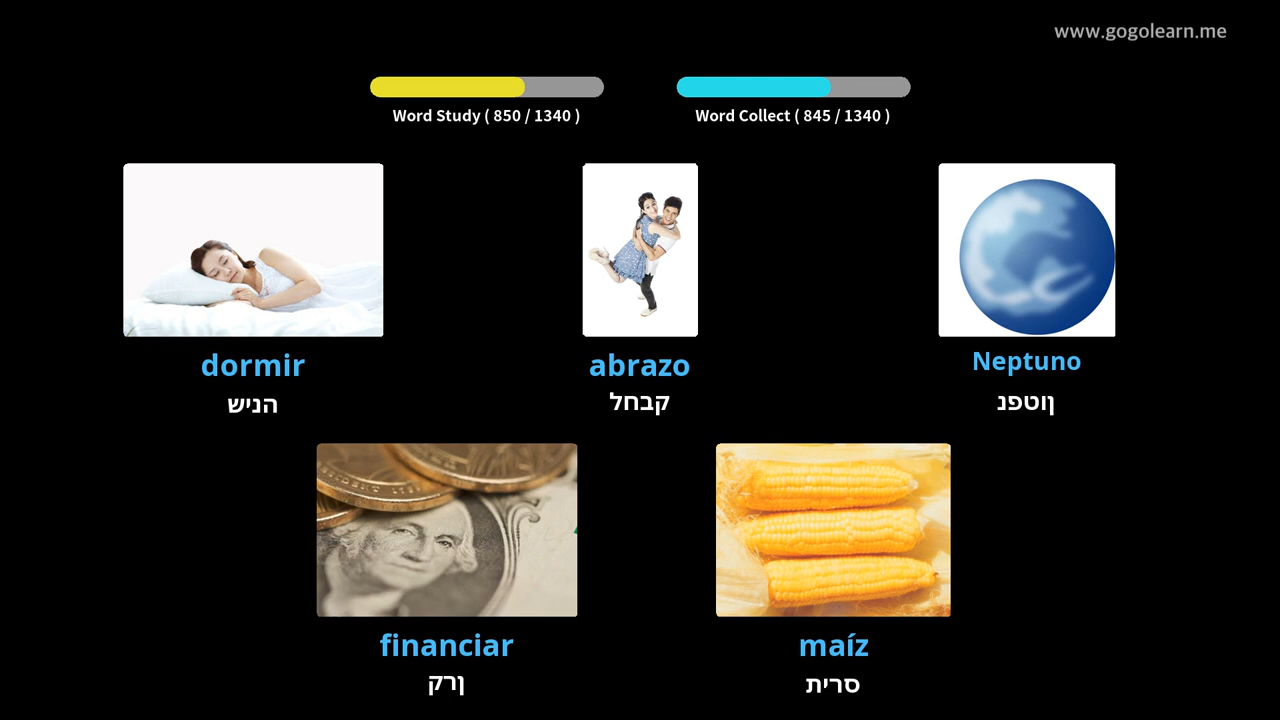 www.gogolearn.me
Word Study ( 850 / 1340 )
Word Collect ( 845 / 1340 )
dormir
הניש
abrazo
קבחל
Neptuno
ןוטפנ
financiar
ןרק
maíz
סרית